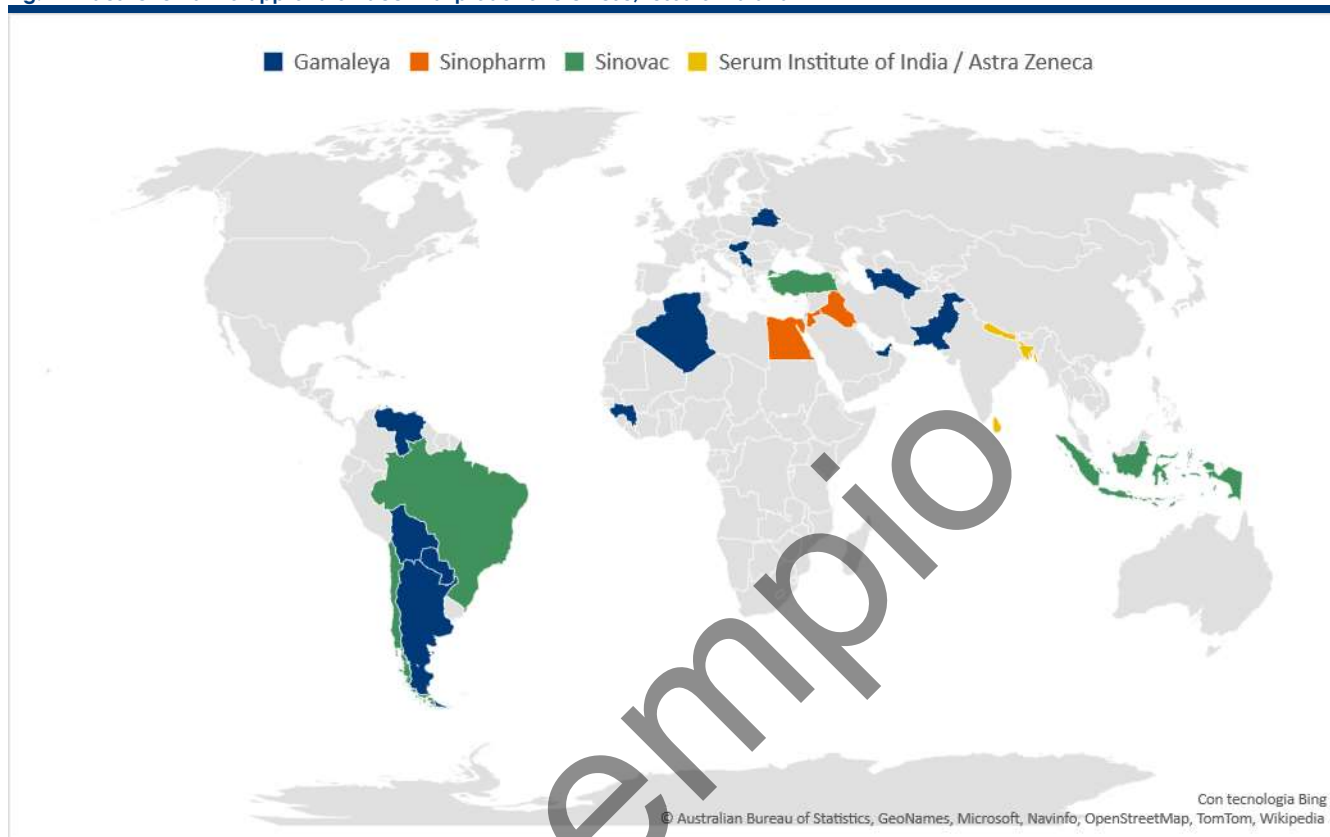 Gamaleya Sinopharm Sinovac Serum Institute of India / Astra Zeneca
empio
Con tecnologia Bing
© Australian Bureau of Statistics, GeoNames, Microsoft, Navinfo, OpenStreetMap, TomTom, Wikipedia